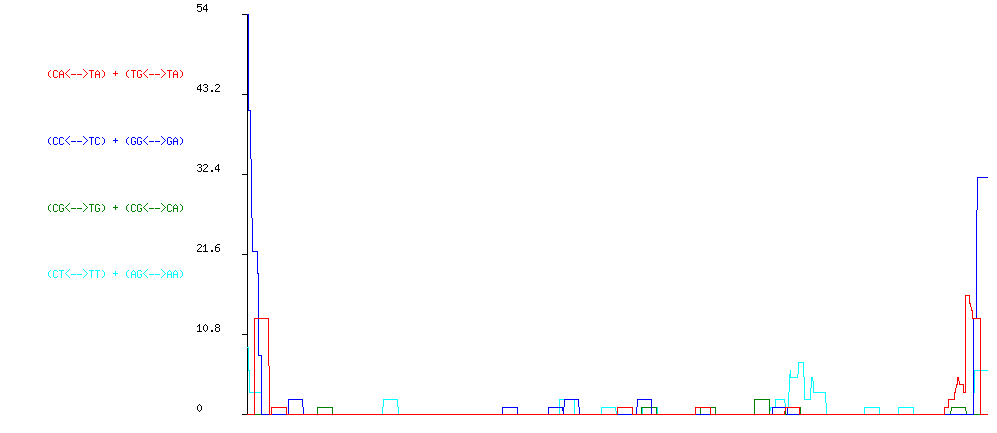 54
(CA<-->TA) + (TG<-->TA)
43.2
(CC<-->TC) + (GG<-->GA)
32.4
(CG<-->TG) + (CG<-->CA)
21.6
(CT<-->TT) + (AG<-->AA)
10.8
0